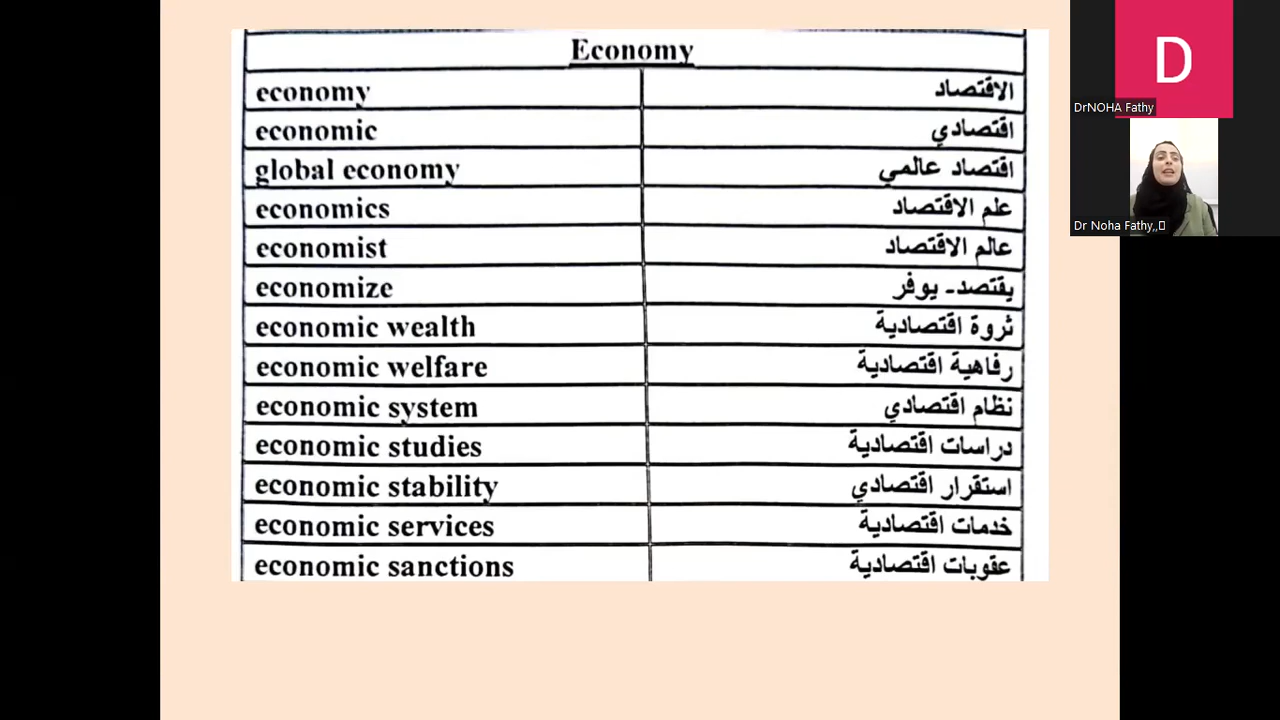 Economy
economy الاقتصاد
economic اقتصادي
global economy اقتصاد عالمي
economics علم الاقتصاد
economist عالم الاقتصاد
economize يقتصد- يوفر
economic wealth ثروة اقتصادية
economic welfare رفاهية اقتصادية
economic system نظام اقتصادي
economic studies دراسات اقتصادية
economic stability استقرار اقتصادي
economic services خدمات اقتصادية
economic sanctions عقوبات اقتصادية
D
DrNOHA Fathy
Dr Noha Fathy,,